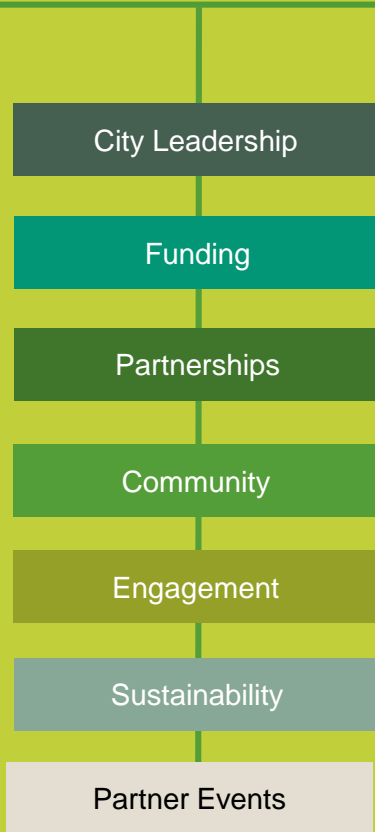 City Leadership
Funding
Partnerships
Community
Engagement
Sustainability
Partner Events